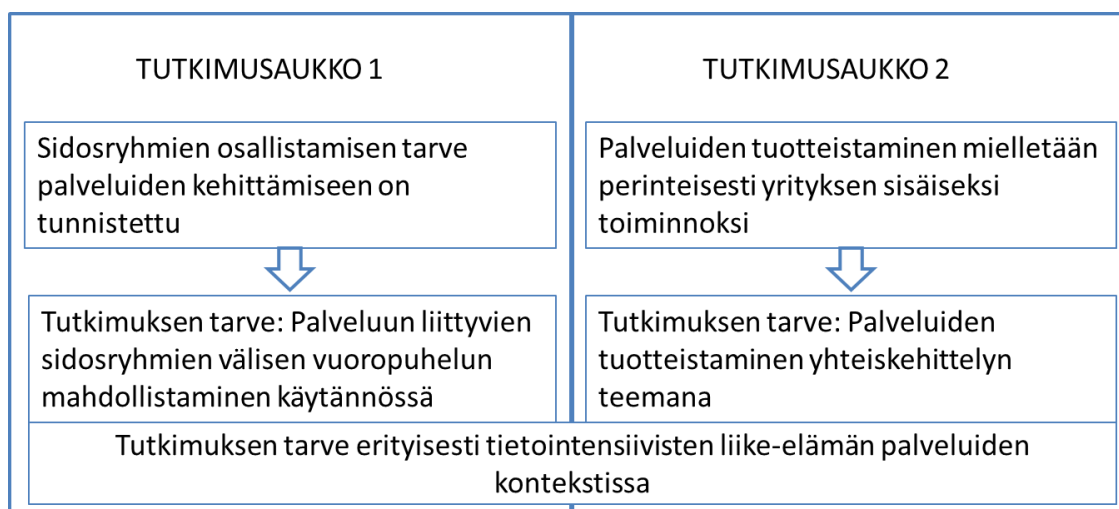 TUTKIMUSAUKKO 1
Sidosryhmien osallistamisen tarve
palveluiden kehittämiseen on
tunnistettu
Tutkimuksen tarve: Palveluun liittyvien
sidosryhmien välisen vuoropuhelun
mahdollistaminen käytännössä
TUTKIMUSAUKKO 2
Palveluiden tuotteistaminen mielletään
perinteisesti yrityksen sisäiseksi
toiminnoksi
Tutkimuksen tarve: Palveluiden
tuotteistaminen yhteiskehittelyn
teemana
Tutkimuksen tarve erityisesti tietointensiivisten liike-elämän palveluiden
kontekstissa